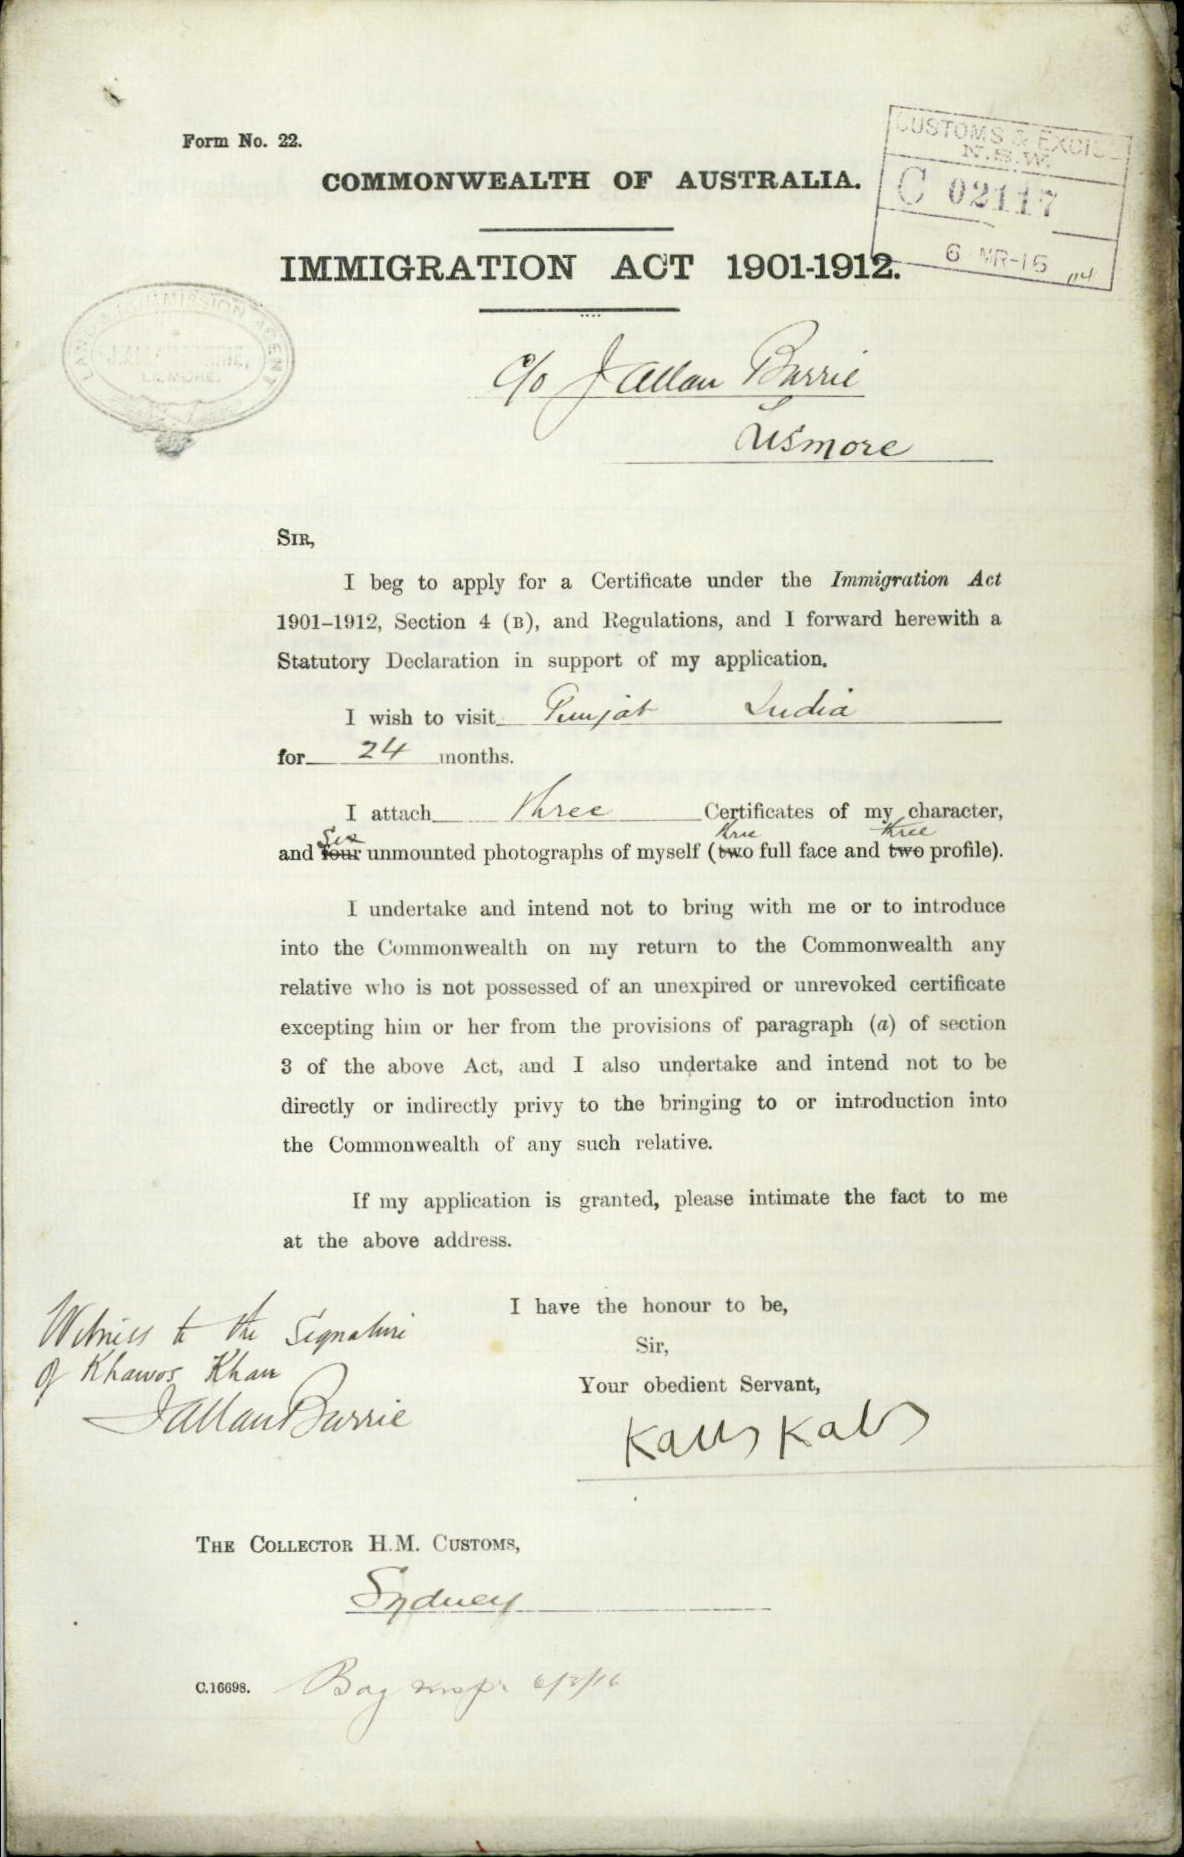 Form No. 22.
CUSTOMS & EXCISE
N.S.W.
C 02117
6 MR-16
COMMONWEALTH OF AUSTRALIA.
IMMIGRATION ACT 1901-1912.
LAND & COMMISSION AGENT
LISMORE.
c/o J Allan Barrie
Lismore
SIR,
I beg to apply for a Certificate under the Immigration Act
1901–1912, Section 4 (B), and Regulations, and I forward herewith a
Statutory Declaration in support of my application.
I wish to visit Punjab India
for 24 months.
I attach three Certificates of my character,
Six three three
and four unmounted photographs of myself (two full face and two profile).
I undertake and intend not to bring with me or to introduce
into the Commonwealth on my return to the Commonwealth any
relative who is not possessed of an unexpired or unrevoked certificate
excepting him or her from the provisions of paragraph (a) of section
3 of the above Act, and I also undertake and intend not to be
directly or indirectly privy to the bringing to or introduction into
the Commonwealth of any such relative.
If my application is granted, please intimate the fact to me
at the above address.
I have the honour to be,
Sir,
Your obedient Servant,
Witness to the Signature
of Khawos Khan
J Allan Barrie
THE COLLECTOR H.M. CUSTOMS,
Sydney
C.16698.
6/3/16